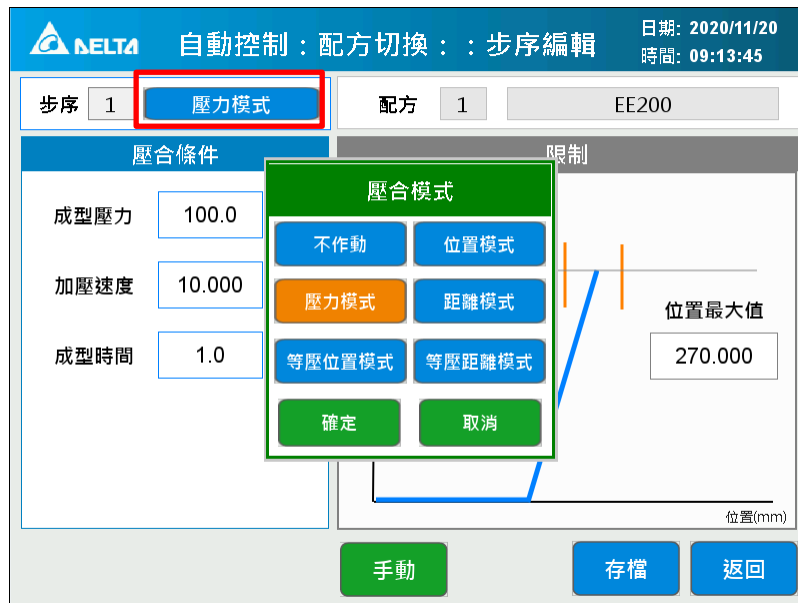 DELTA
自動控制：配方切換：：步序編輯
日期: 2020/11/20
時間: 09:13:45
步序 1 壓力模式
配方 1 EE200
壓合條件
限制
成型壓力 100.0
加壓速度 10.000
成型時間 1.0
壓合模式
不作動 位置模式
壓力模式 距離模式
等壓位置模式 等壓距離模式
確定 取消
位置最大值
270.000
位置(mm)
手動 存檔 返回